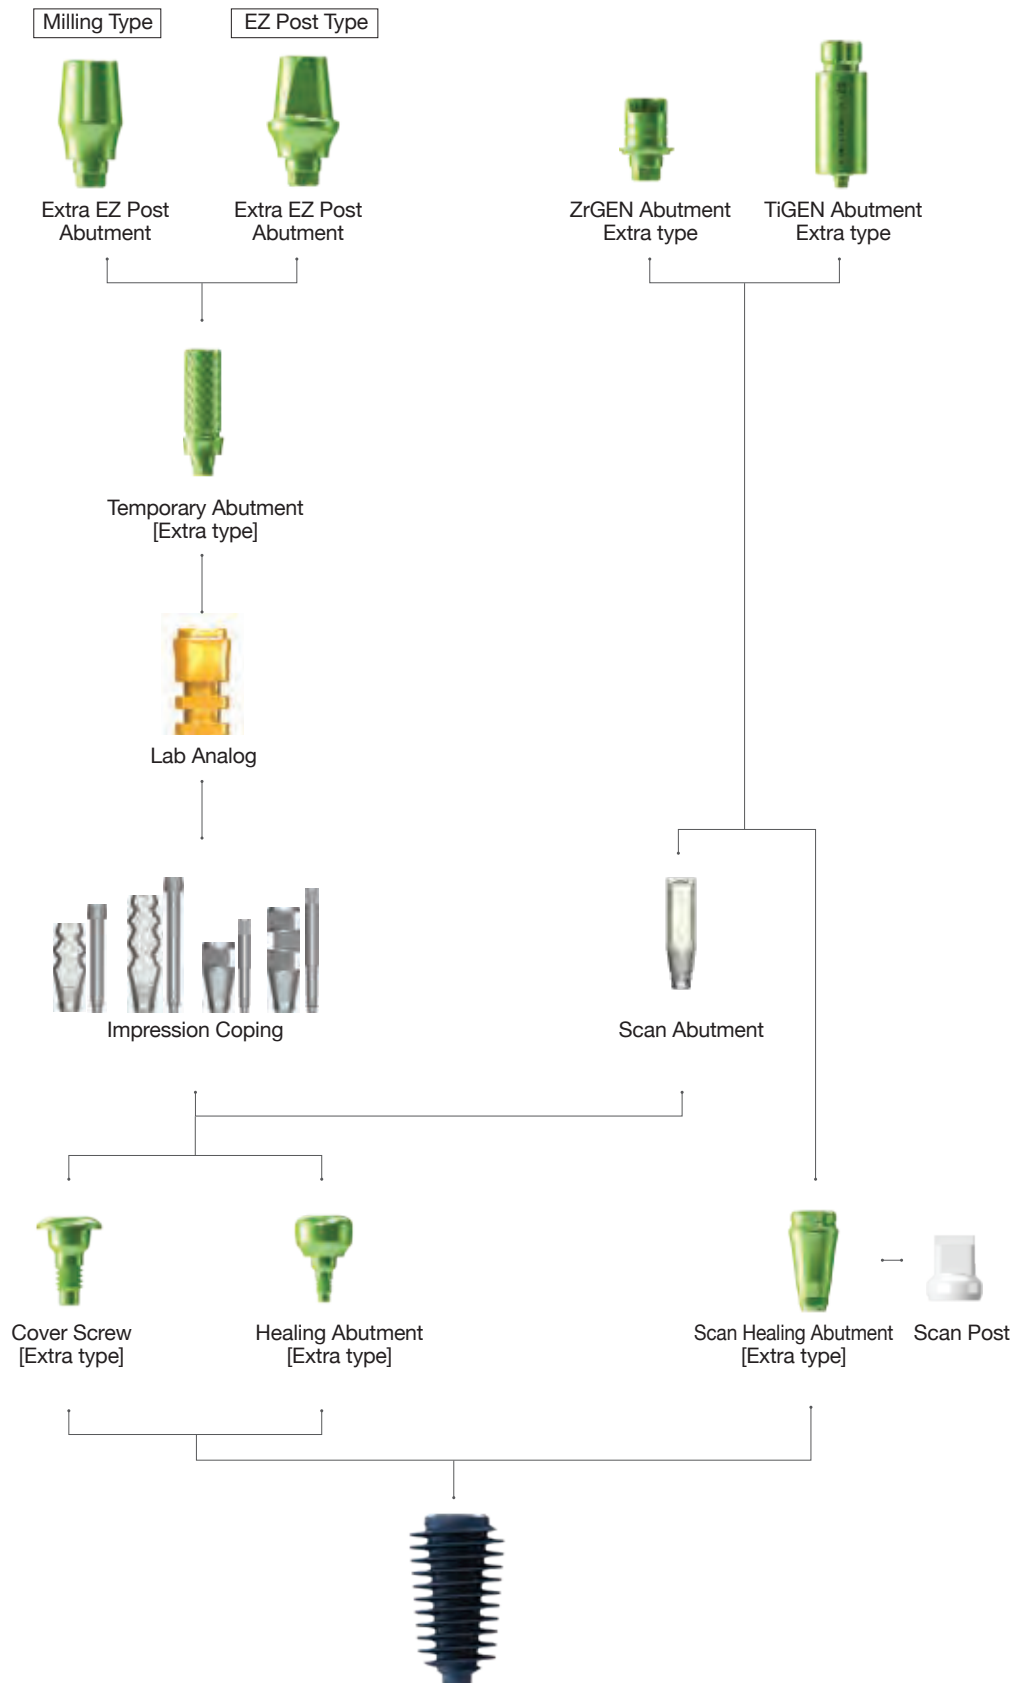 Milling Type
EZ Post Type
Extra EZ Post
Abutment
Extra EZ Post
Abutment
ZrGEN Abutment
Extra type
TiGEN Abutment
Extra type
Temporary Abutment
[Extra type]
Lab Analog
Impression Coping
Scan Abutment
Cover Screw
[Extra type]
Healing Abutment
[Extra type]
Scan Healing Abutment
[Extra type]
Scan Post